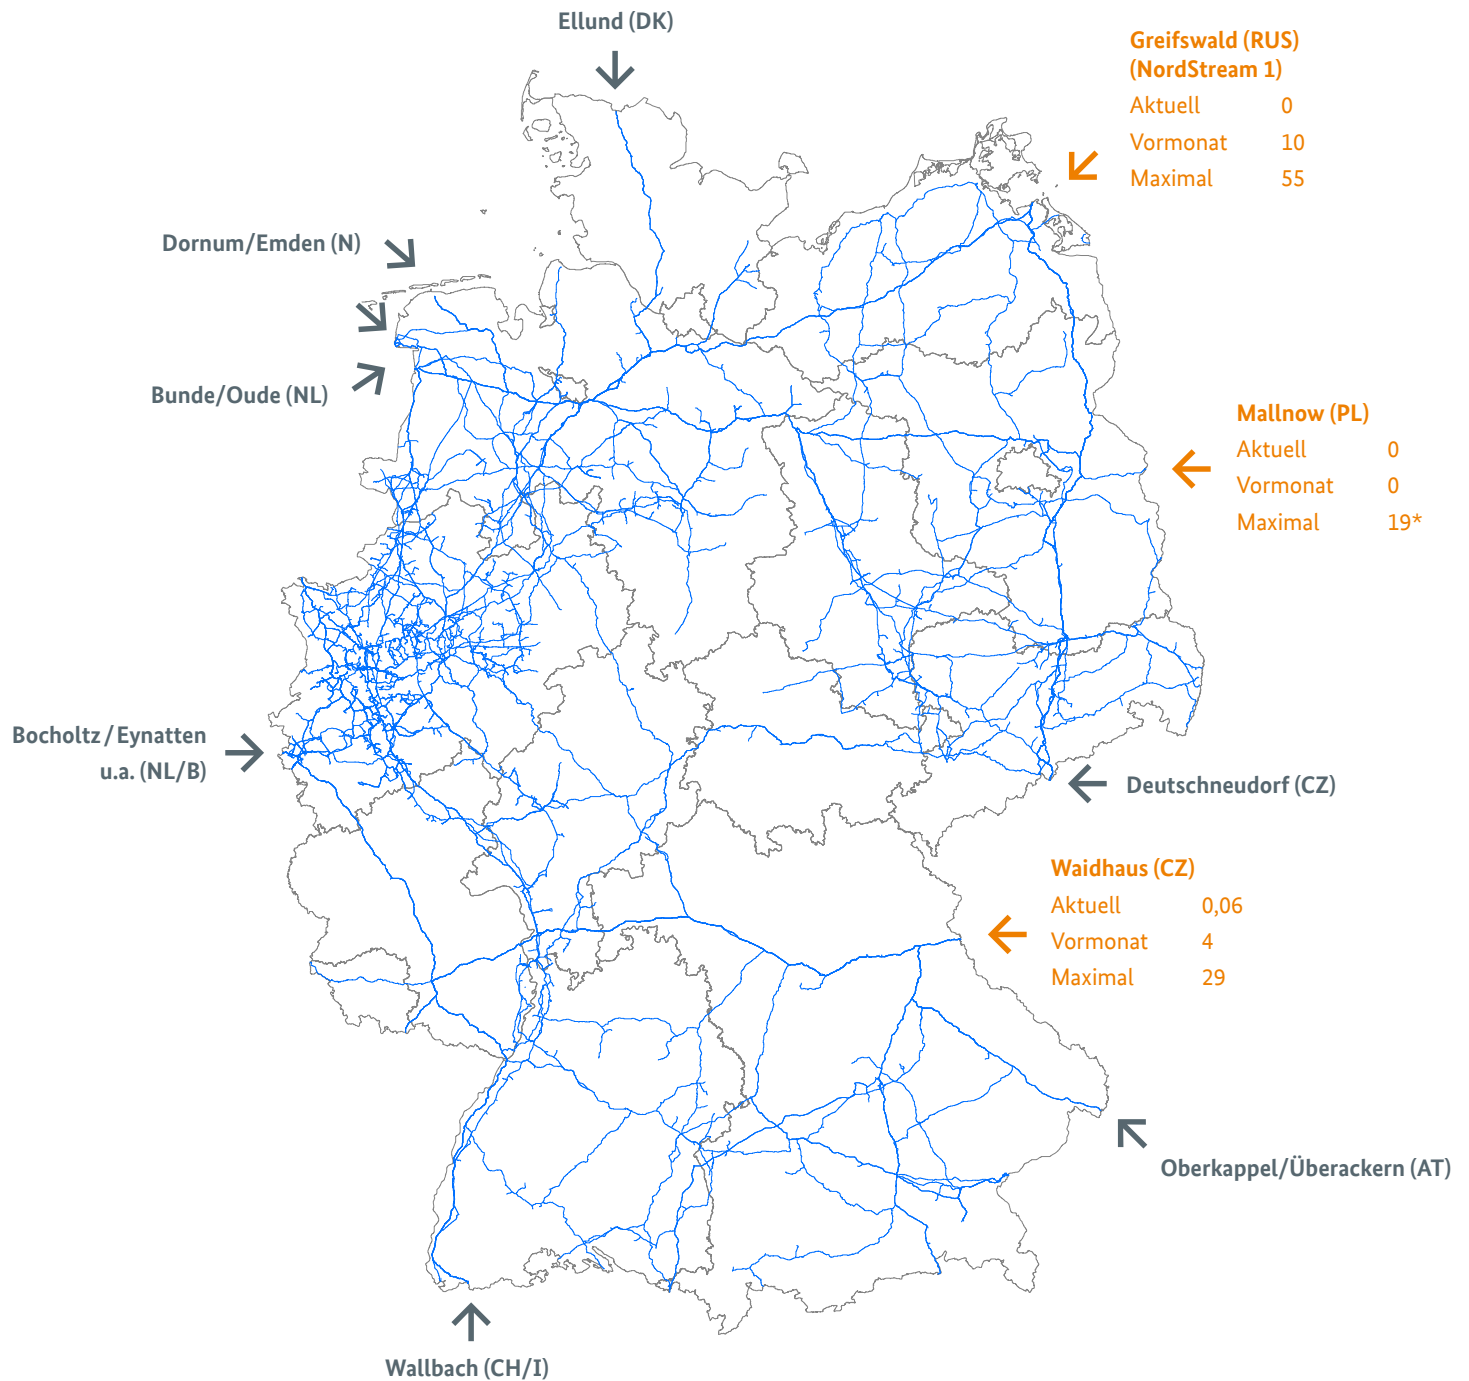 Ellund (DK)
Greifswald (RUS)
(NordStream 1)
Aktuell 0
Vormonat 10
Maximal 55
Dornum/Emden (N)
Bunde/Oude (NL)
Mallnow (PL)
Aktuell 0
Vormonat 0
Maximal 19*
Bocholtz / Eynatten
u.a. (NL/B)
Deutschneudorf (CZ)
Waidhaus (CZ)
Aktuell 0,06
Vormonat 4
Maximal 29
Oberkappel/Überackern (AT)
Wallbach (CH/I)